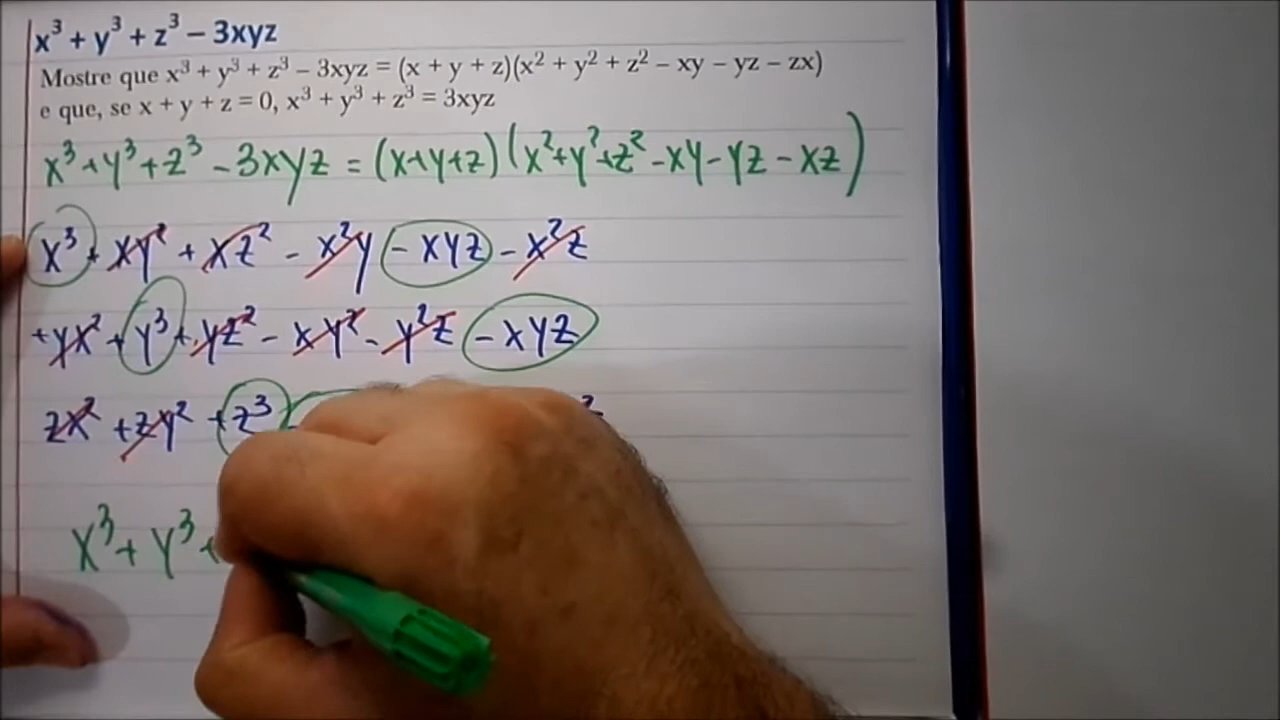 x³ + y³ + z³ – 3xyz
Mostre que x³ + y³ + z³ – 3xyz = (x + y + z)(x² + y² + z² – xy – yz – zx)
e que, se x + y + z = 0, x³ + y³ + z³ = 3xyz
x³+y³+z³ - 3xyz = (x+y+z)(x²+y²+z² - xy - yz - xz)
x³ + xy² + xz² - x²y - xyz - x²z
+yx² + y³ + yz² - xy² - y²z - xyz
zx² + zy² + z³
x³ + y³ +